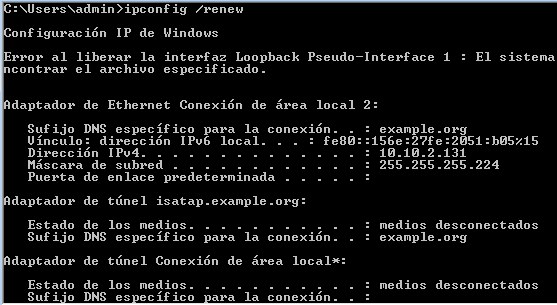 C:\Users\admin>ipconfig /renew
Configuración IP de Windows
Error al liberar la interfaz Loopback Pseudo-Interface 1 : El sistema
ncontrar el archivo especificado.
Adaptador de Ethernet Conexión de área local 2:
Sufijo DNS específico para la conexión. . : example.org
Vínculo: dirección IPv6 local. . . : fe80::156e:27fe:2051:b05%15
Dirección IPv4. . . . . . . . . . . . . . : 10.10.2.131
Máscara de subred . . . . . . . . . . . . : 255.255.255.224
Puerta de enlace predeterminada . . . . . :
Adaptador de túnel isatap.example.org:
Estado de los medios. . . . . . . . . . . : medios desconectados
Sufijo DNS específico para la conexión. . : example.org
Adaptador de túnel Conexión de área local*:
Estado de los medios. . . . . . . . . . . : medios desconectados
Sufijo DNS específico para la conexión. . :